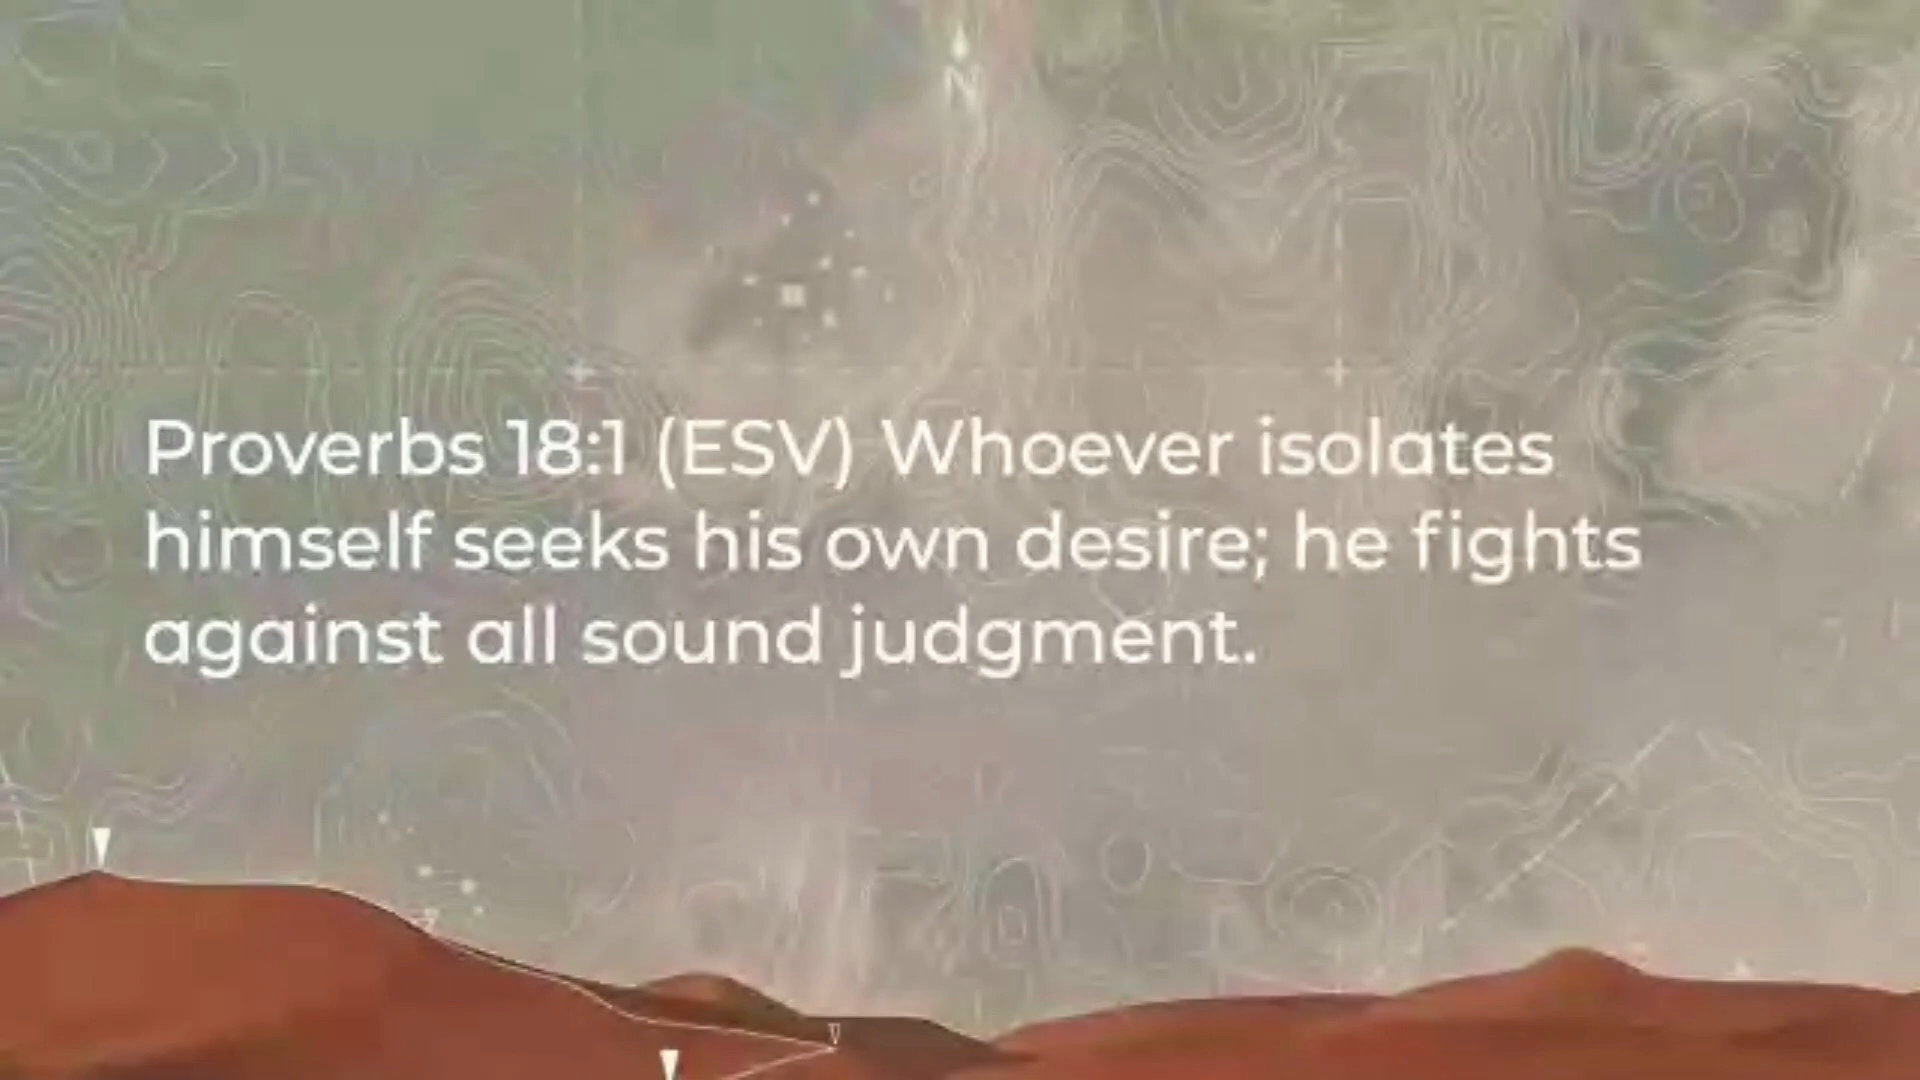 N
Proverbs 18:1 (ESV) Whoever isolates
himself seeks his own desire; he fights
against all sound judgment.